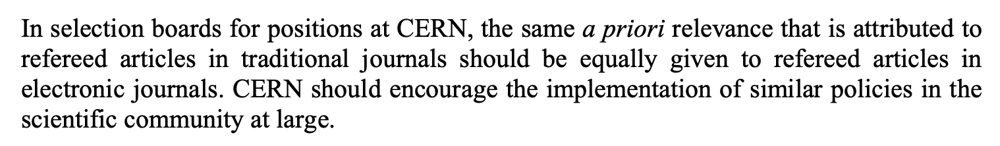 In selection boards for positions at CERN, the same a priori relevance that is attributed to
refereed articles in traditional journals should be equally given to refereed articles in
electronic journals. CERN should encourage the implementation of similar policies in the
scientific community at large.